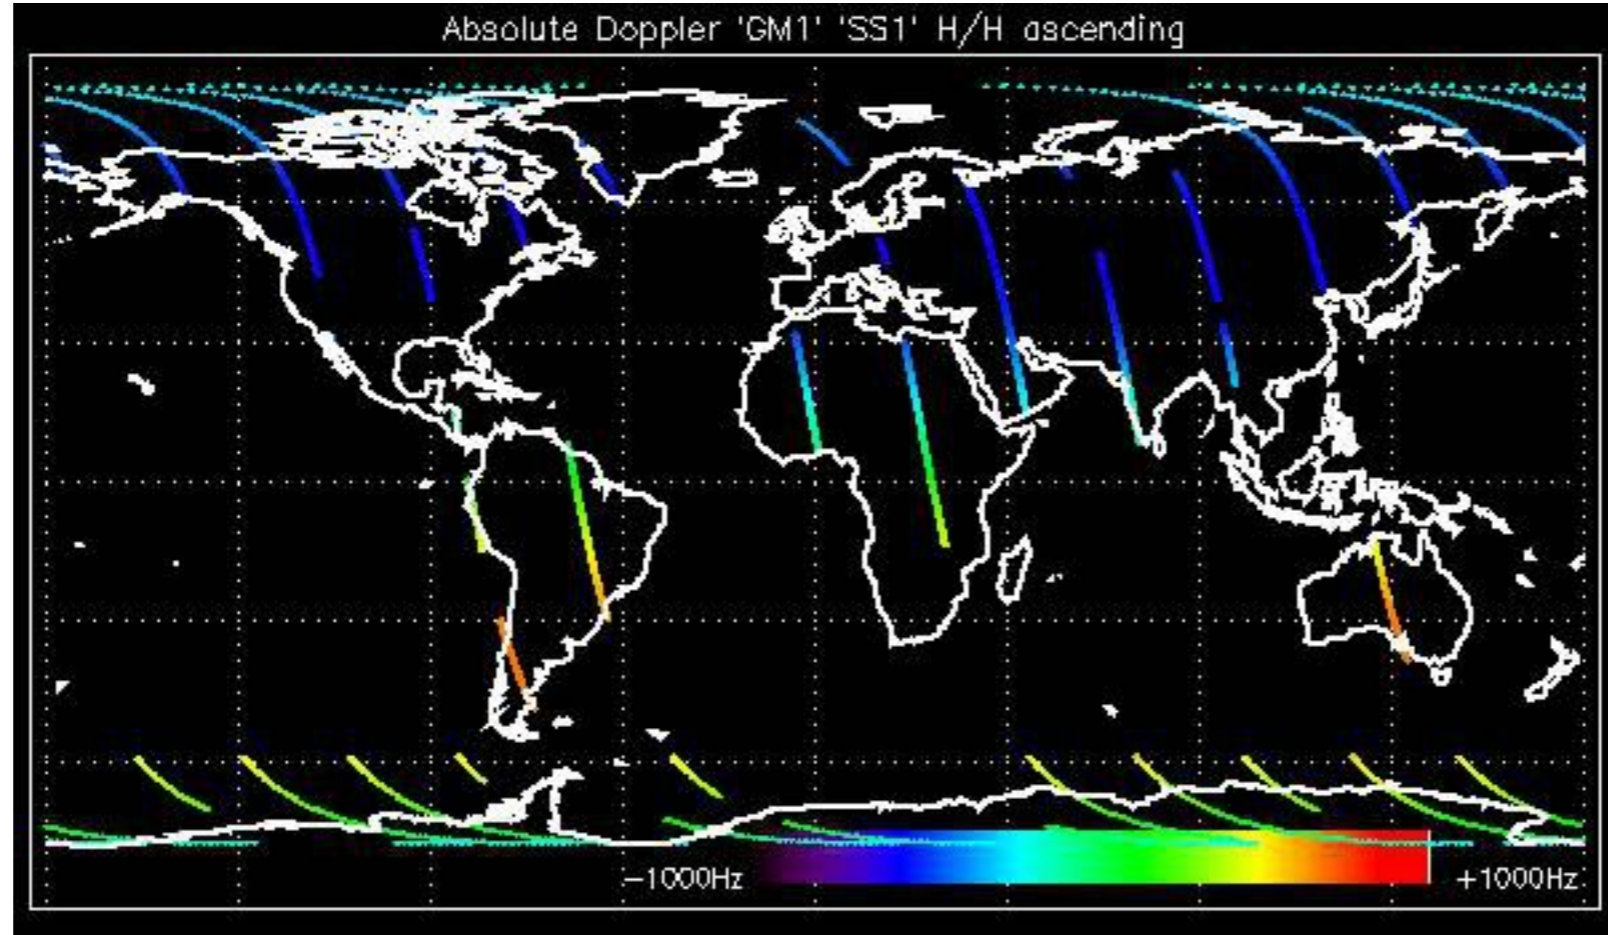 Absolute Doppler 'GM1' 'SS1' H/H ascending
−1000Hz
+1000Hz